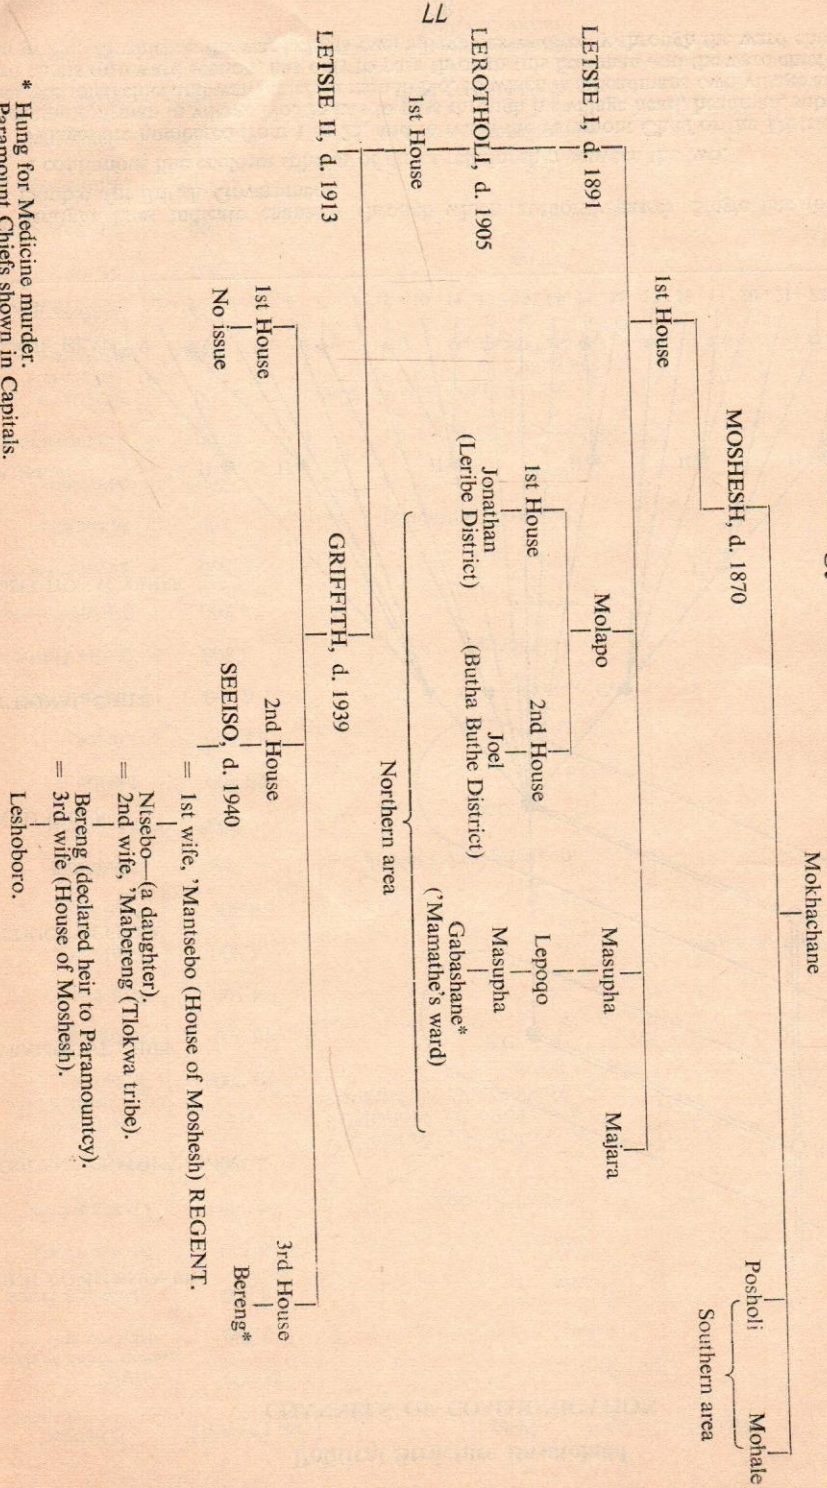 Mokhachane
MOSHESH, d. 1870
Posholi
Mohale
Southern area
1st House
LETSIE I, d. 1891
Molapo
Masupha
Majara
1st House
2nd House
Lepoqo
LEROTHOLI, d. 1905
Jonathan
Joel
Masupha
(Leribe District)
(Butha Buthe District)
Gabashane*
('Mamathe's ward)
1st House
Northern area
LETSIE II, d. 1913
GRIFFITH, d. 1939
1st House
2nd House
3rd House
No issue
SEEISO, d. 1940
Bereng*
= 1st wife, 'Mantsebo (House of Moshesh) REGENT.
Ntsebo—(a daughter).
= 2nd wife, 'Mabereng (Tlokwa tribe).
Bereng (declared heir to Paramountcy).
= 3rd wife (House of Moshesh).
Leshoboro.
* Hung for Medicine murder.
Paramount Chiefs shown in Capitals.
77